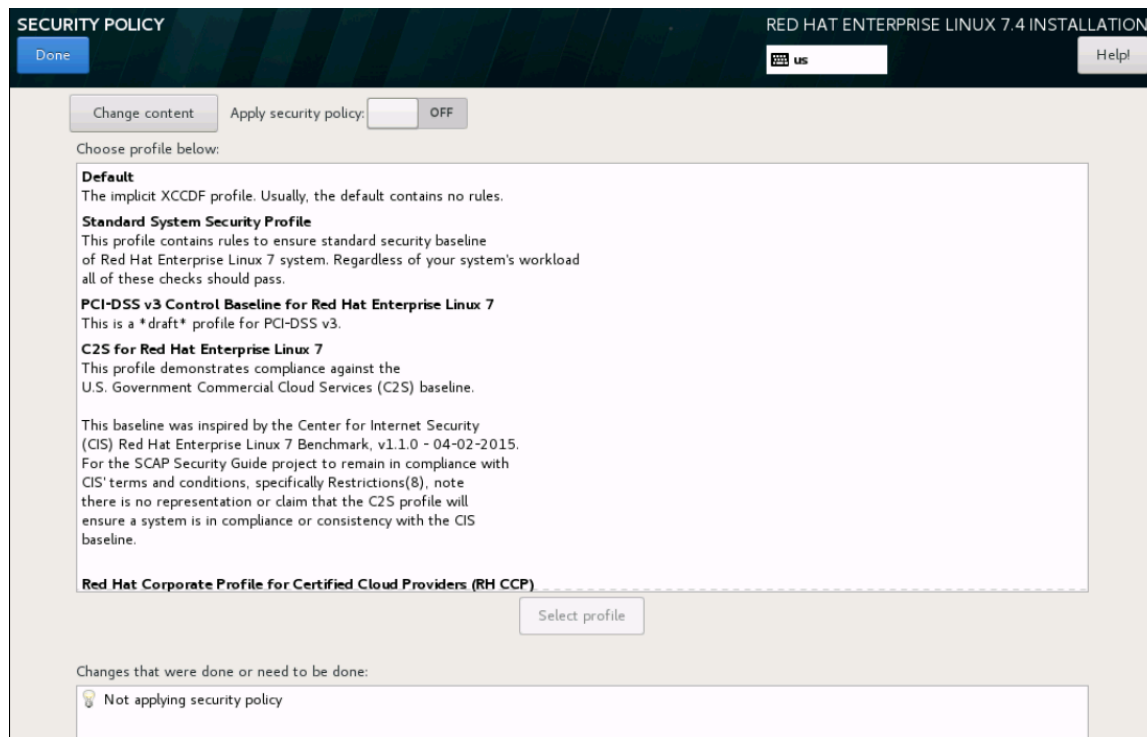 SECURITY POLICY
RED HAT ENTERPRISE LINUX 7.4 INSTALLATION
Done
us
Help!
Change content
Apply security policy:
OFF
Choose profile below:
Default
The implicit XCCDF profile. Usually, the default contains no rules.
Standard System Security Profile
This profile contains rules to ensure standard security baseline
of Red Hat Enterprise Linux 7 system. Regardless of your system's workload
all of these checks should pass.
PCI-DSS v3 Control Baseline for Red Hat Enterprise Linux 7
This is a *draft* profile for PCI-DSS v3.
C2S for Red Hat Enterprise Linux 7
This profile demonstrates compliance against the
U.S. Government Commercial Cloud Services (C2S) baseline.
This baseline was inspired by the Center for Internet Security
(CIS) Red Hat Enterprise Linux 7 Benchmark, v1.1.0 - 04-02-2015.
For the SCAP Security Guide project to remain in compliance with
CIS' terms and conditions, specifically Restrictions(8), note
there is no representation or claim that the C2S profile will
ensure a system is in compliance or consistency with the CIS
baseline.
Red Hat Corporate Profile for Certified Cloud Providers (RH CCP)
Select profile
Changes that were done or need to be done:
Not applying security policy